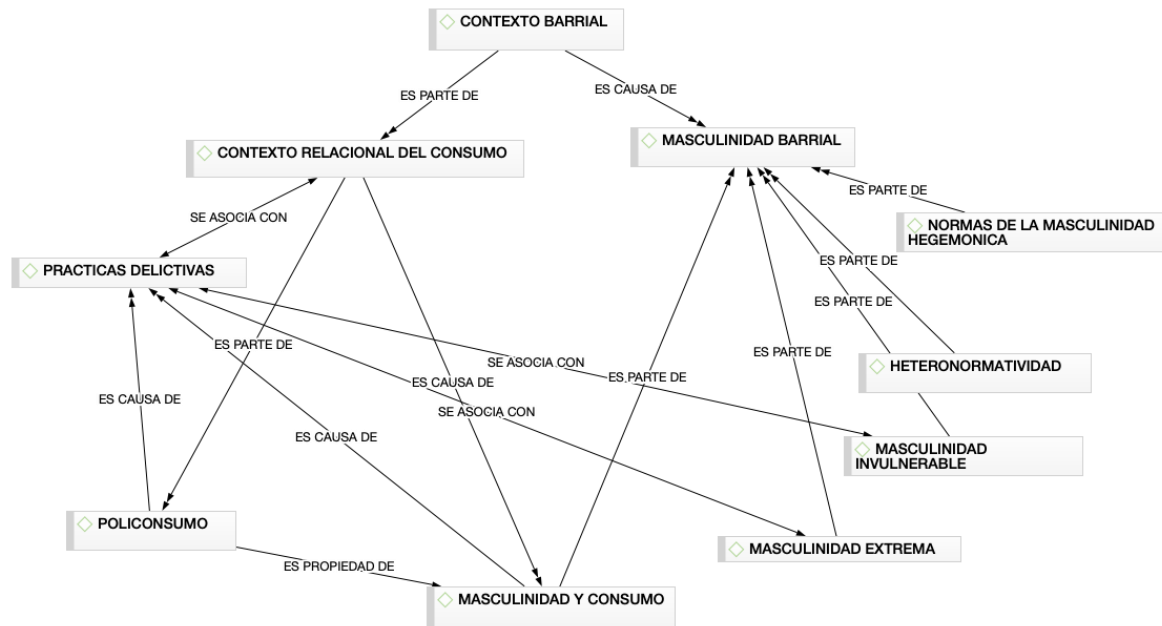 CONTEXTO BARRIAL
ES PARTE DE
ES CAUSA DE
CONTEXTO RELACIONAL DEL CONSUMO
MASCULINIDAD BARRIAL
ES PARTE DE
SE ASOCIA CON
NORMAS DE LA MASCULINIDAD
HEGEMONICA
PRACTICAS DELICTIVAS
ES PARTE DE
ES PARTE DE
ES PARTE DE
ES PARTE DE
SE ASOCIA CON
HETERONORMATIVIDAD
ES PARTE DE
ES CAUSA DE
ES CAUSA DE
SE ASOCIA CON
ES CAUSA DE
MASCULINIDAD
INVULNERABLE
POLICONSUMO
MASCULINIDAD EXTREMA
ES PROPIEDAD DE
MASCULINIDAD Y CONSUMO